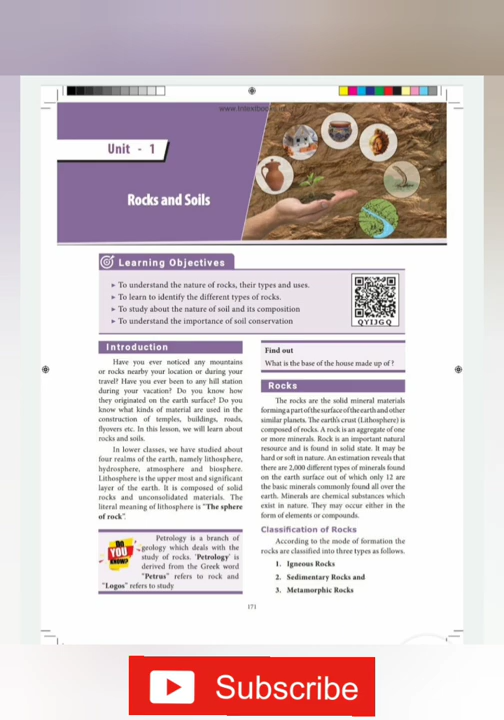 www.tntextbooks.in
Unit - 1
Rocks and Soils
Learning Objectives
➤ To understand the nature of rocks, their types and uses.
➤ To learn to identify the different types of rocks.
➤ To study about the nature of soil and its composition
➤ To understand the importance of soil conservation
QYIJGQ
Introduction
Have you ever noticed any mountains
or rocks nearby your location or during your
travel? Have you ever been to any hill station
during your vacation? Do you know how
they originated on the earth surface? Do you
know what kinds of material are used in the
construction of temples, buildings, roads,
flyovers etc. In this lesson, we will learn about
rocks and soils.
In lower classes, we have studied about
four realms of the earth, namely lithosphere,
hydrosphere, atmosphere and biosphere.
Lithosphere is the upper most and significant
layer of the earth. It is composed of solid
rocks and unconsolidated materials. The
literal meaning of lithosphere is "The sphere
of rock".
DO
YOU
KNOW?
Petrology is a branch of
geology which deals with the
study of rocks. 'Petrology' is
derived from the Greek word
"Petrus" refers to rock and
"Logos" refers to study
Find out
What is the base of the house made up of ?
Rocks
The rocks are the solid mineral materials
forming a part of the surface of the earth and other
similar planets. The earth's crust (Lithosphere) is
composed of rocks. A rock is an aggregate of one
or more minerals. Rock is an important natural
resource and is found in solid state. It may be
hard or soft in nature. An estimation reveals that
there are 2,000 different types of minerals found
on the earth surface out of which only 12 are
the basic minerals commonly found all over the
earth. Minerals are chemical substances which
exist in nature. They may occur either in the
form of elements or compounds.
Classification of Rocks
According to the mode of formation the
rocks are classified into three types as follows.
1. Igneous Rocks
2. Sedimentary Rocks and
3. Metamorphic Rocks
171
Subscribe